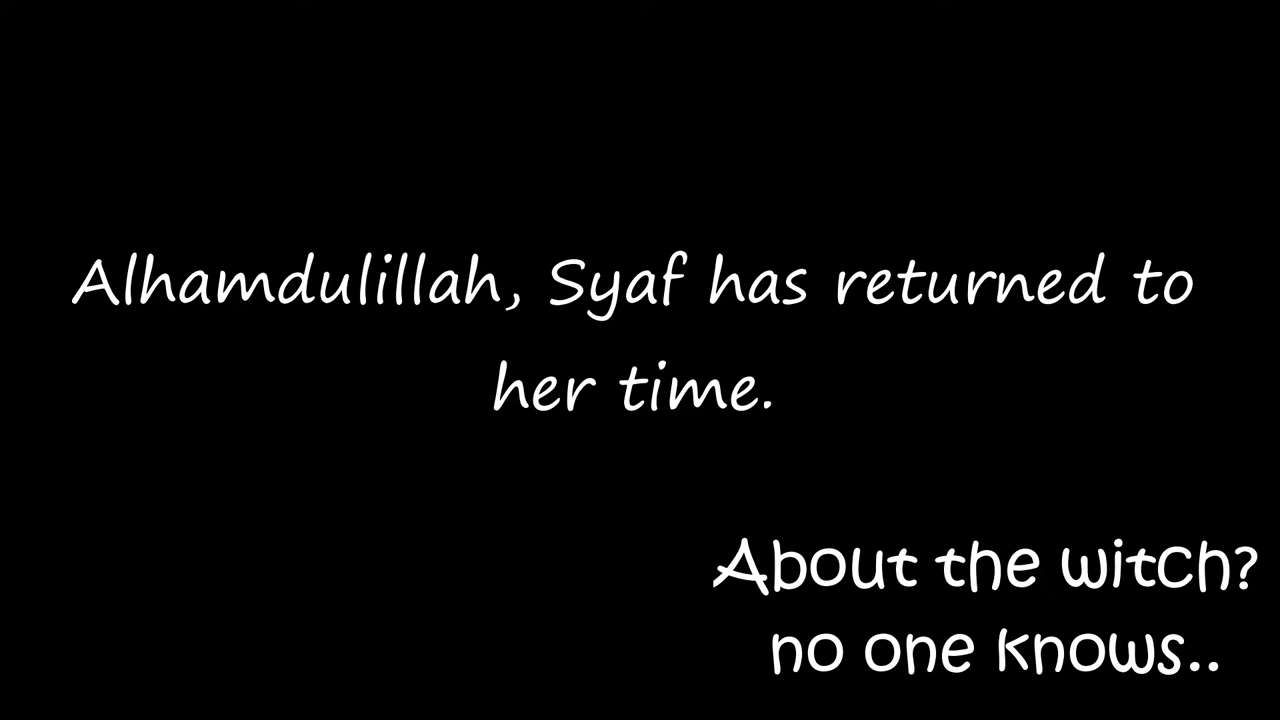 Alhamdulillah, Syaf has returned to
her time.
About the witch?
no one knows..